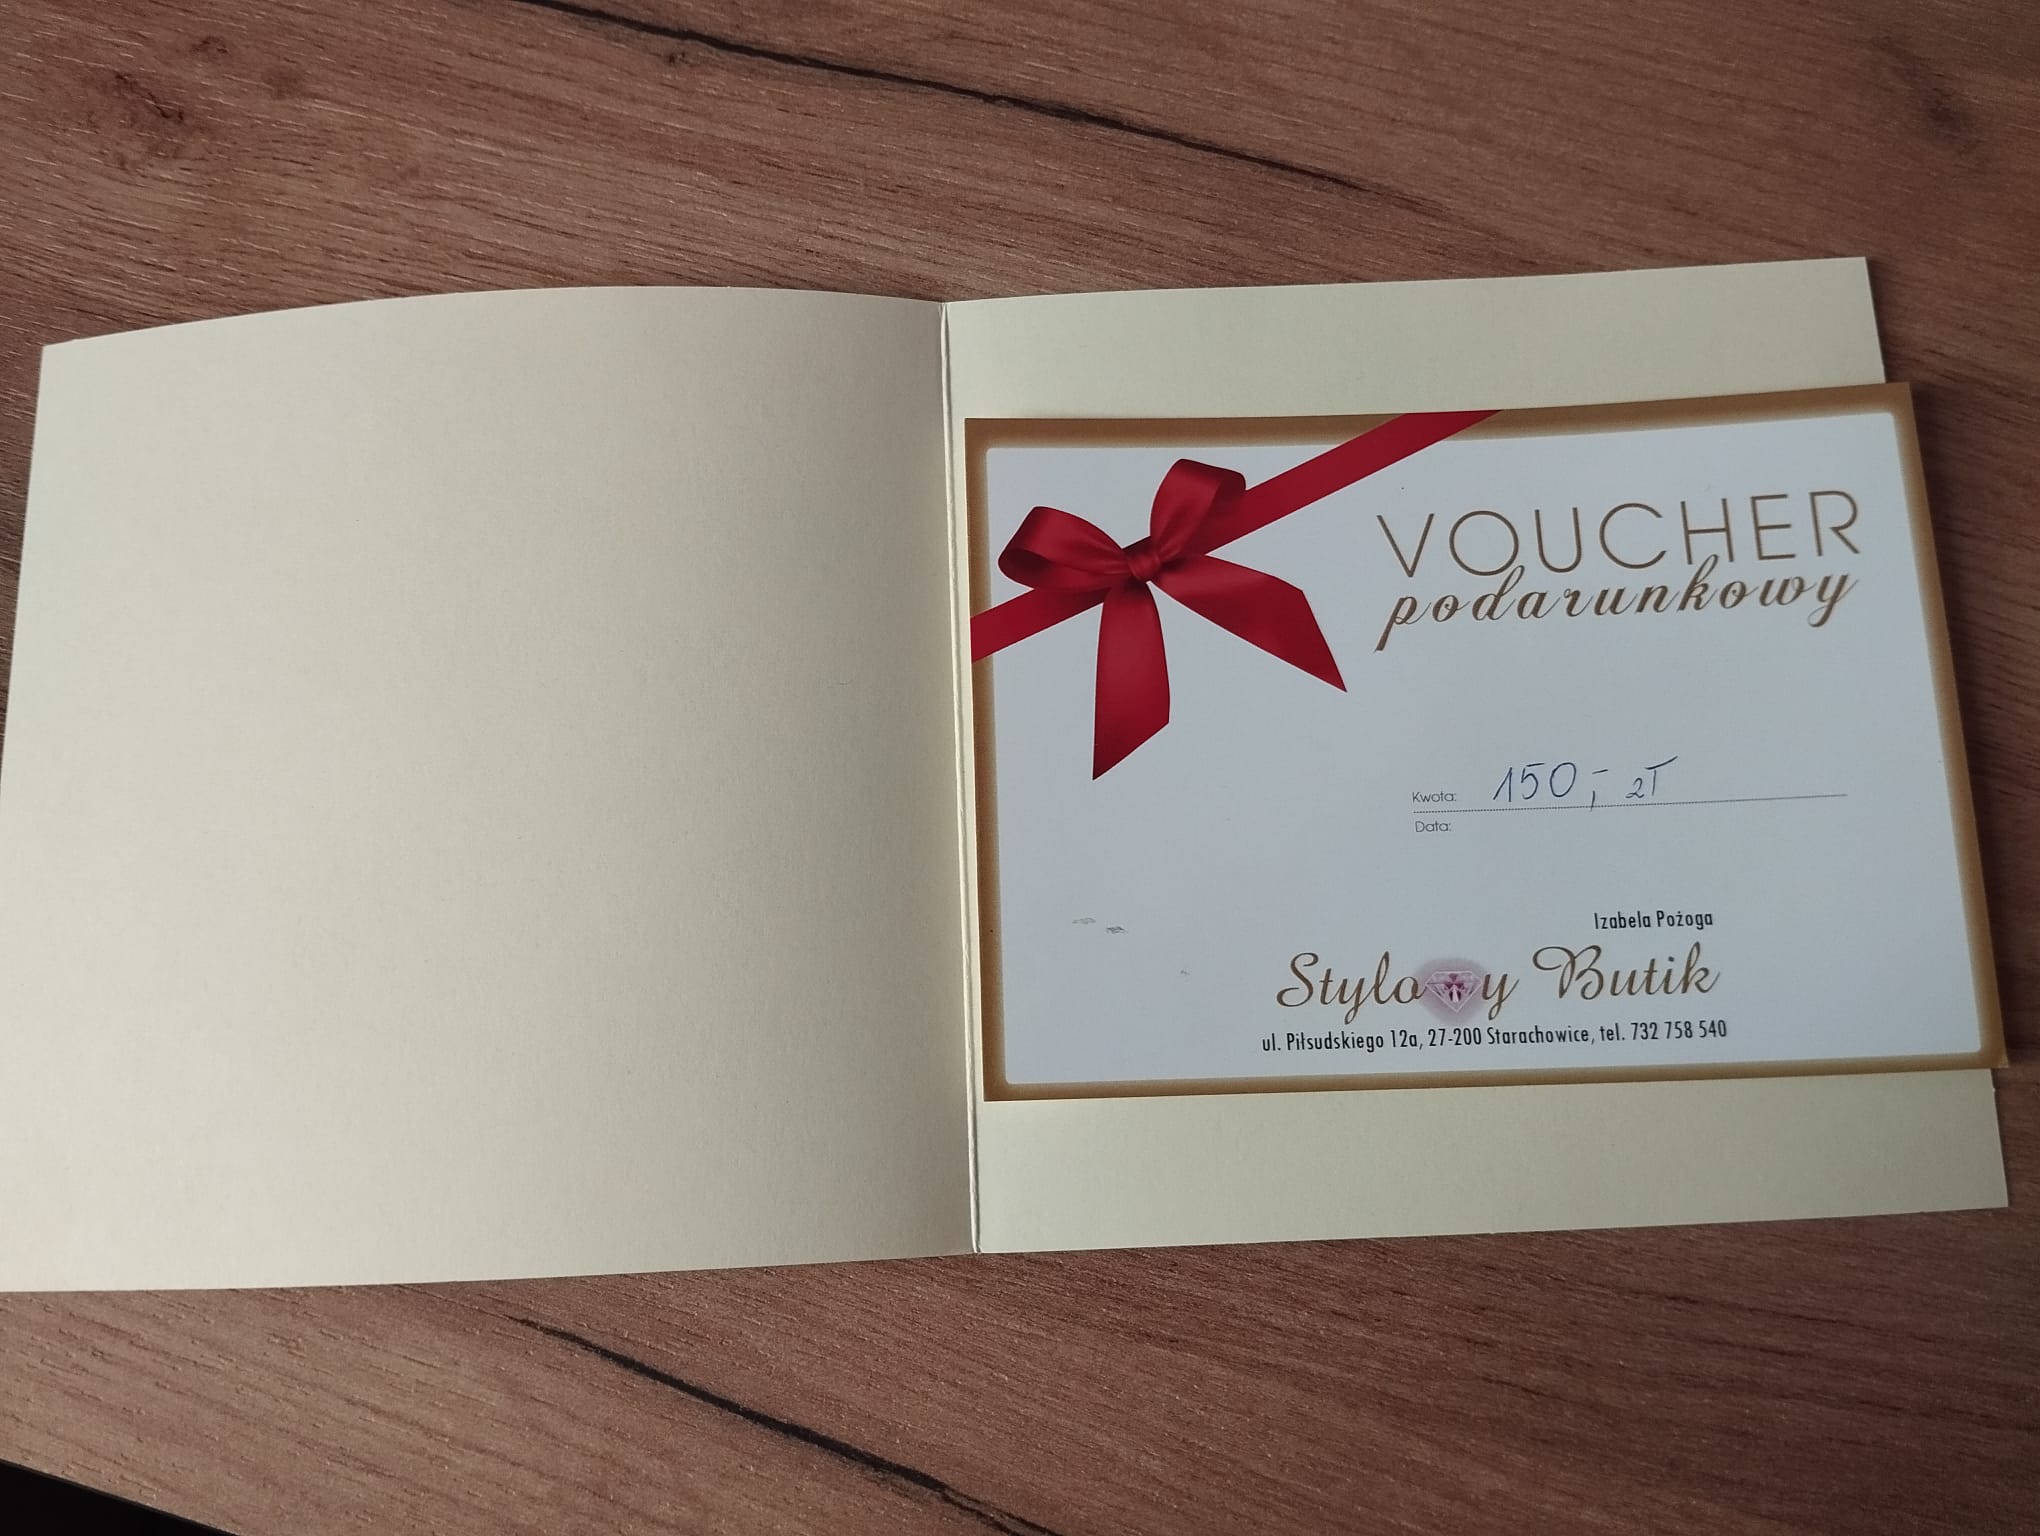 VOUCHER
podarunkowy
Kwota: 150,- zł
Data:
Izabela Pożoga
Stylowy Butik
ul. Piłsudskiego 12a, 27-200 Starachowice, tel. 732 758 540